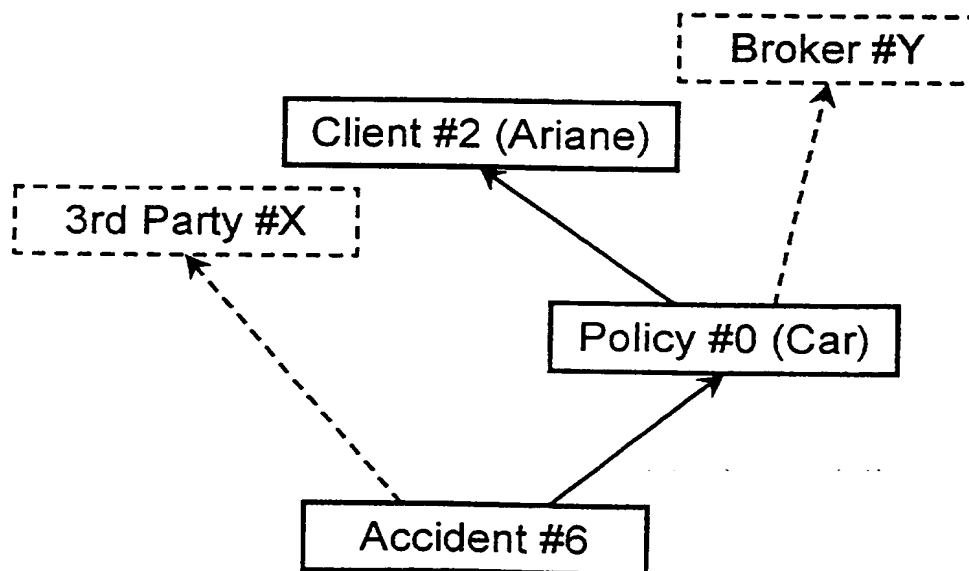 Broker #Y
Client #2 (Ariane)
3rd Party #X
Policy #0 (Car)
Accident #6